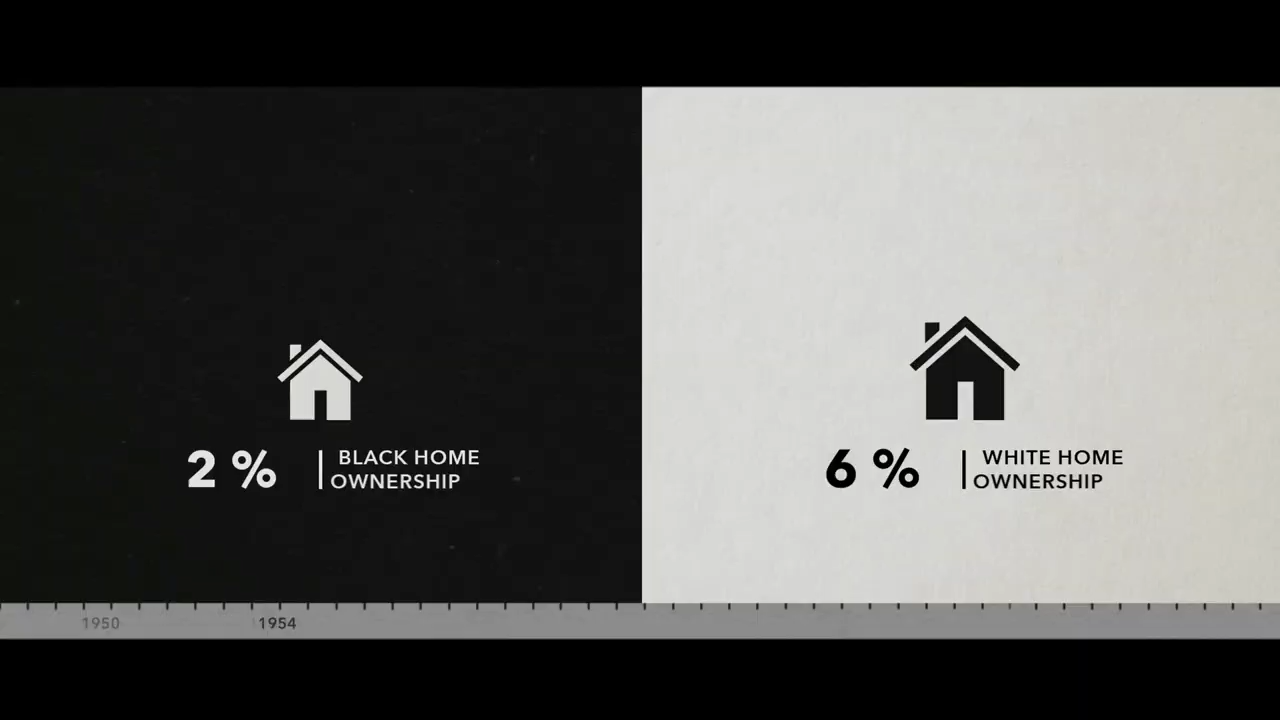 2 %
BLACK HOME
OWNERSHIP
6 %
WHITE HOME
OWNERSHIP
1950
1954